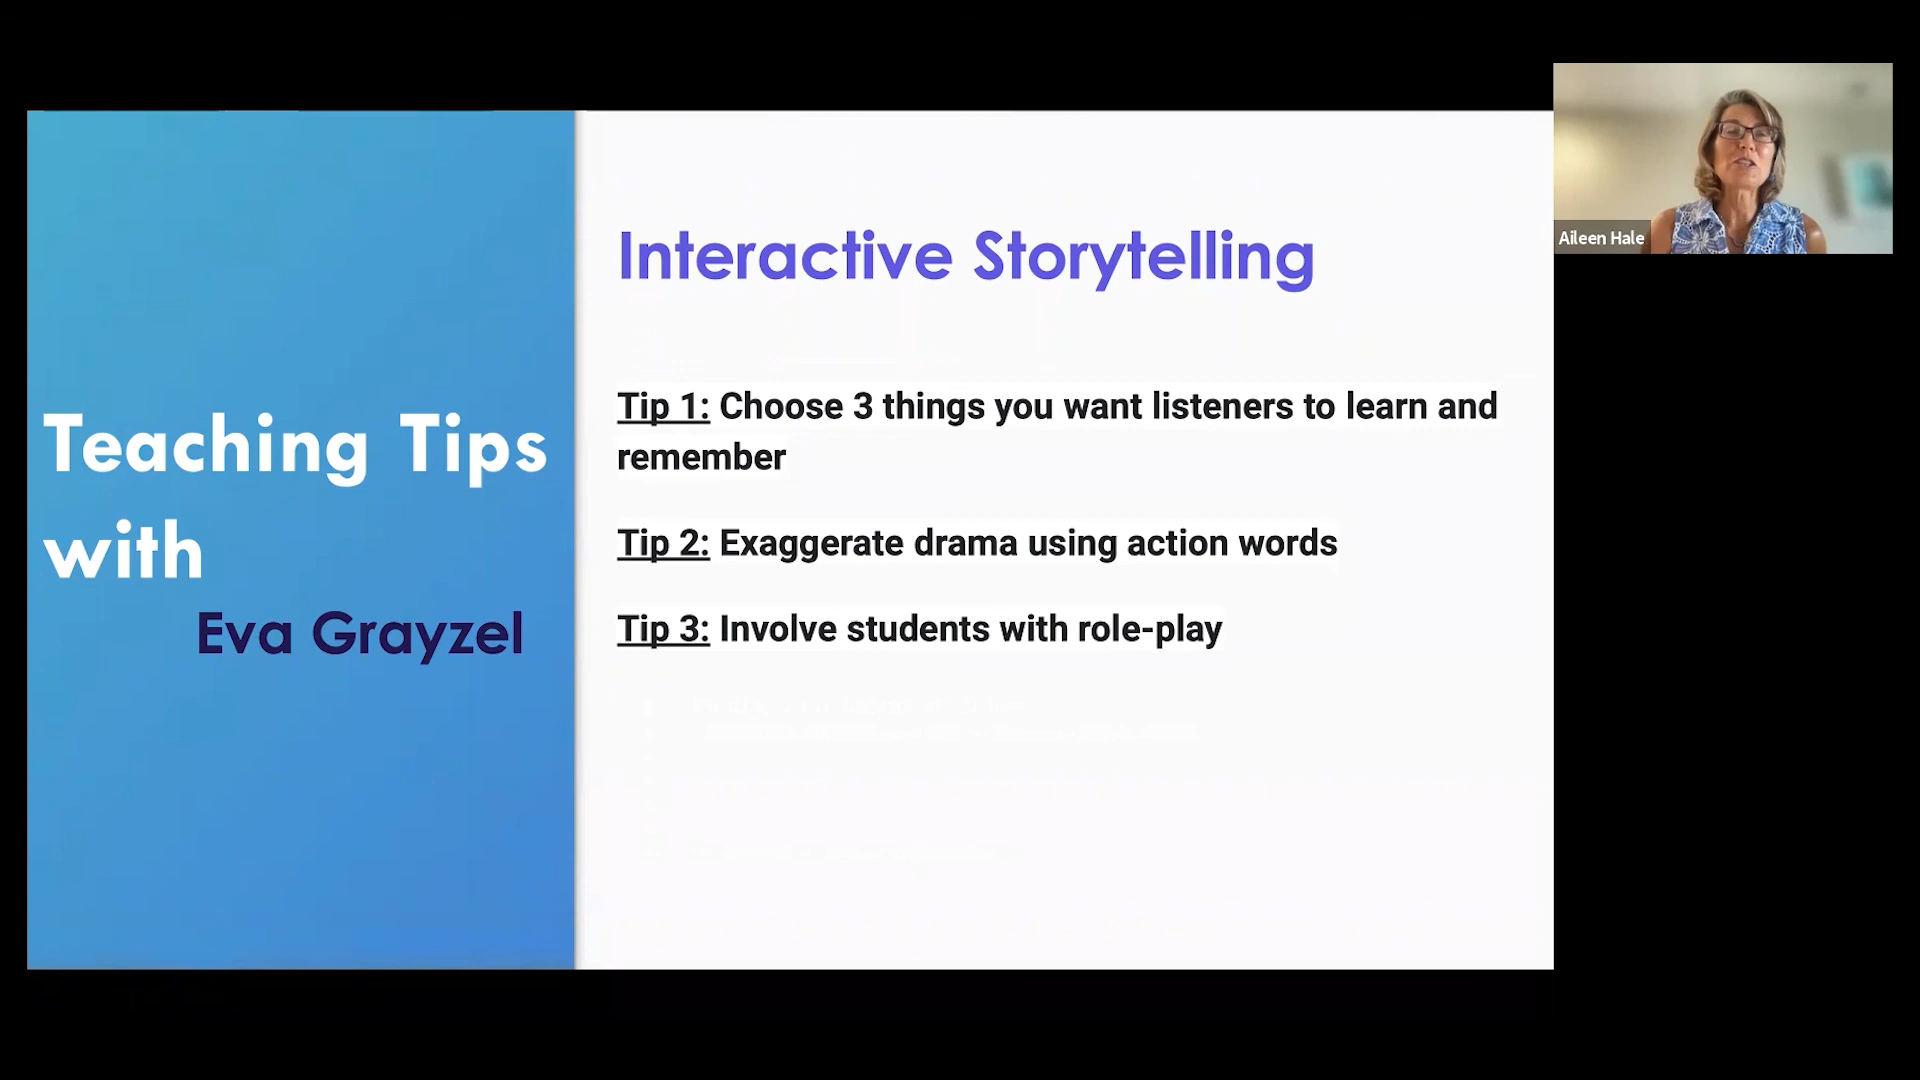 Teaching Tips
with
Eva Grayzel
Interactive Storytelling
Tip 1: Choose 3 things you want listeners to learn and
remember
Tip 2: Exaggerate drama using action words
Tip 3: Involve students with role-play
Aileen Hale